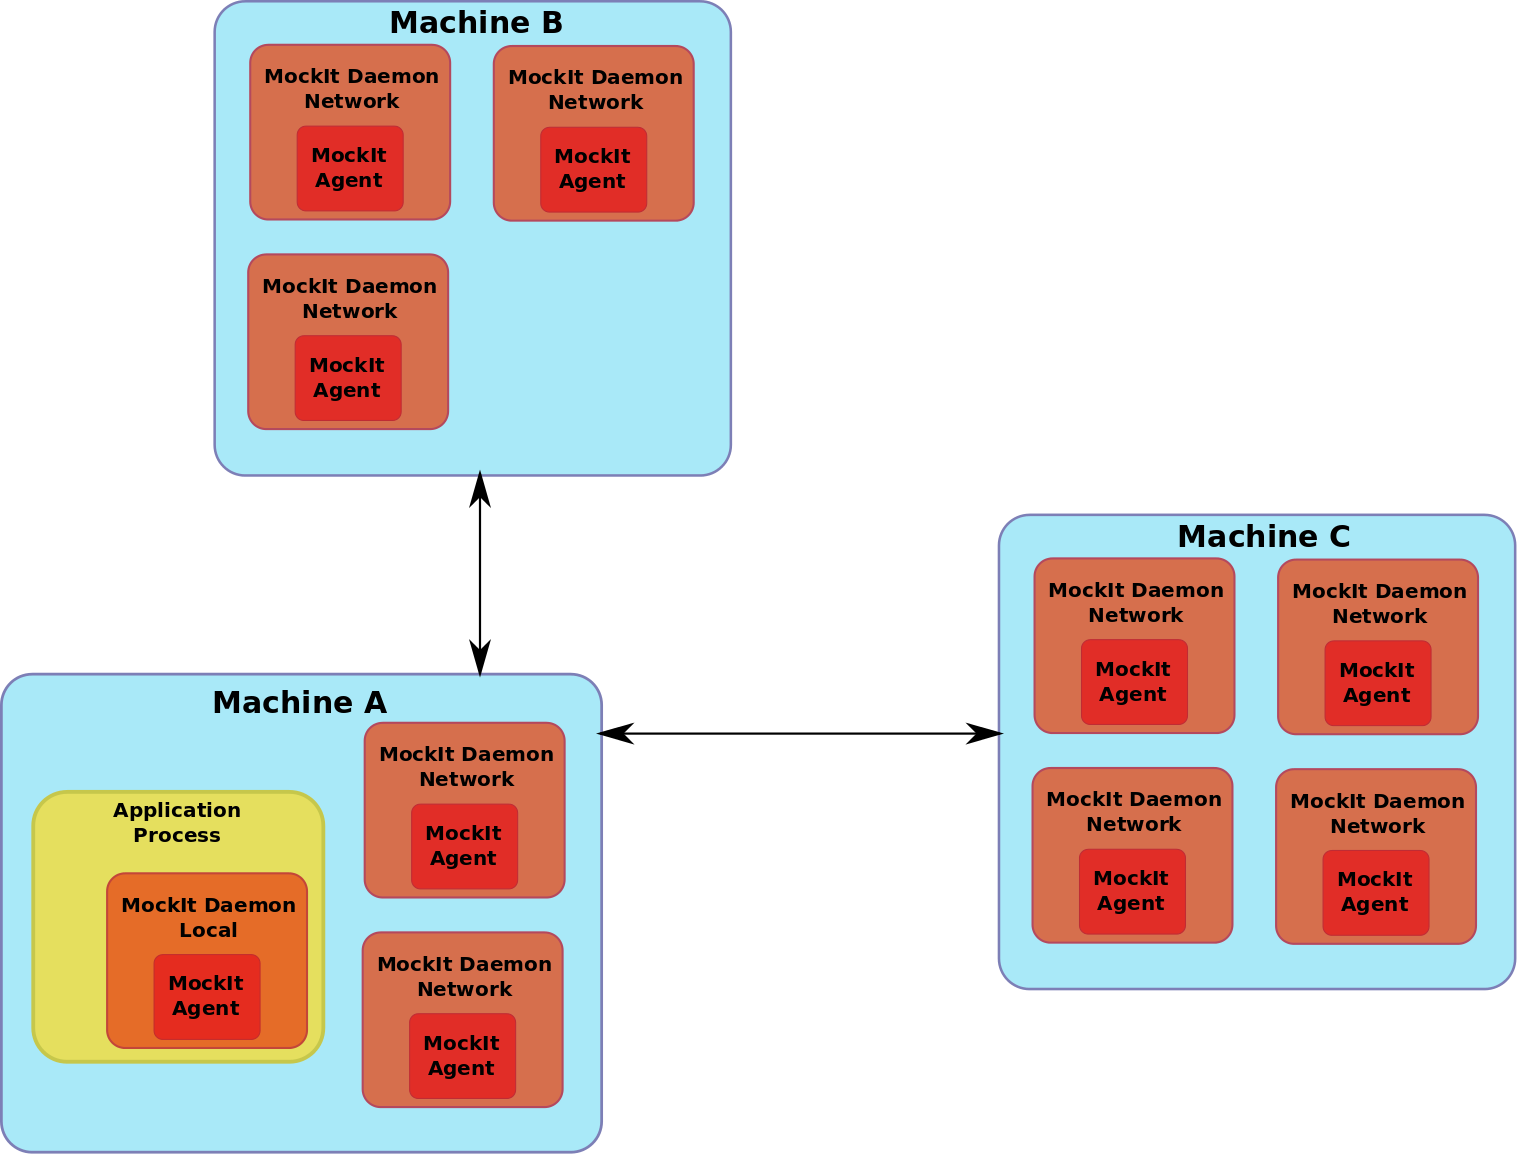 Machine B
MockIt Daemon
Network
MockIt
Agent
MockIt Daemon
Network
MockIt
Agent
MockIt Daemon
Network
MockIt
Agent
Machine C
MockIt Daemon
Network
MockIt
Agent
MockIt Daemon
Network
MockIt
Agent
MockIt Daemon
Network
MockIt
Agent
MockIt Daemon
Network
MockIt
Agent
Machine A
Application
Process
MockIt Daemon
Local
MockIt
Agent
MockIt Daemon
Network
MockIt
Agent
MockIt Daemon
Network
MockIt
Agent